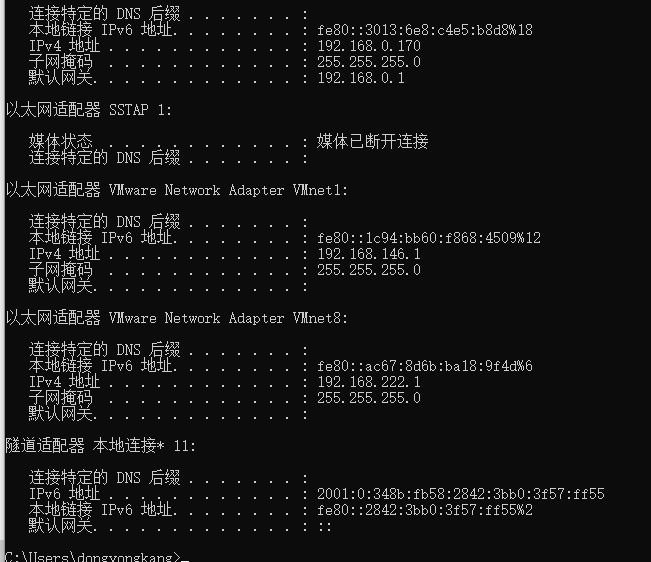 连接特定的 DNS 后缀 . . . . . . . :
本地链接 IPv6 地址. . . . . . . . : fe80::3013:6e8:c4e5:b8d8%18
IPv4 地址 . . . . . . . . . . . . : 192.168.0.170
子网掩码  . . . . . . . . . . . . : 255.255.255.0
默认网关. . . . . . . . . . . . . : 192.168.0.1
以太网适配器 SSTAP 1:
媒体状态  . . . . . . . . . . . . : 媒体已断开连接
连接特定的 DNS 后缀 . . . . . . . :
以太网适配器 VMware Network Adapter VMnet1:
连接特定的 DNS 后缀 . . . . . . . :
本地链接 IPv6 地址. . . . . . . . : fe80::1c94:bb60:f868:4509%12
IPv4 地址 . . . . . . . . . . . . : 192.168.146.1
子网掩码  . . . . . . . . . . . . : 255.255.255.0
默认网关. . . . . . . . . . . . . :
以太网适配器 VMware Network Adapter VMnet8:
连接特定的 DNS 后缀 . . . . . . . :
本地链接 IPv6 地址. . . . . . . . : fe80::ac67:8d6b:ba18:9f4d%6
IPv4 地址 . . . . . . . . . . . . : 192.168.222.1
子网掩码  . . . . . . . . . . . . : 255.255.255.0
默认网关. . . . . . . . . . . . . :
隧道适配器 本地连接* 11:
连接特定的 DNS 后缀 . . . . . . . :
IPv6 地址 . . . . . . . . . . . . : 2001:0:348b:fb58:2842:3bb0:3f57:ff55
本地链接 IPv6 地址. . . . . . . . : fe80::2842:3bb0:3f57:ff55%2
默认网关. . . . . . . . . . . . . : ::
C:\Users\dongyongkang>_